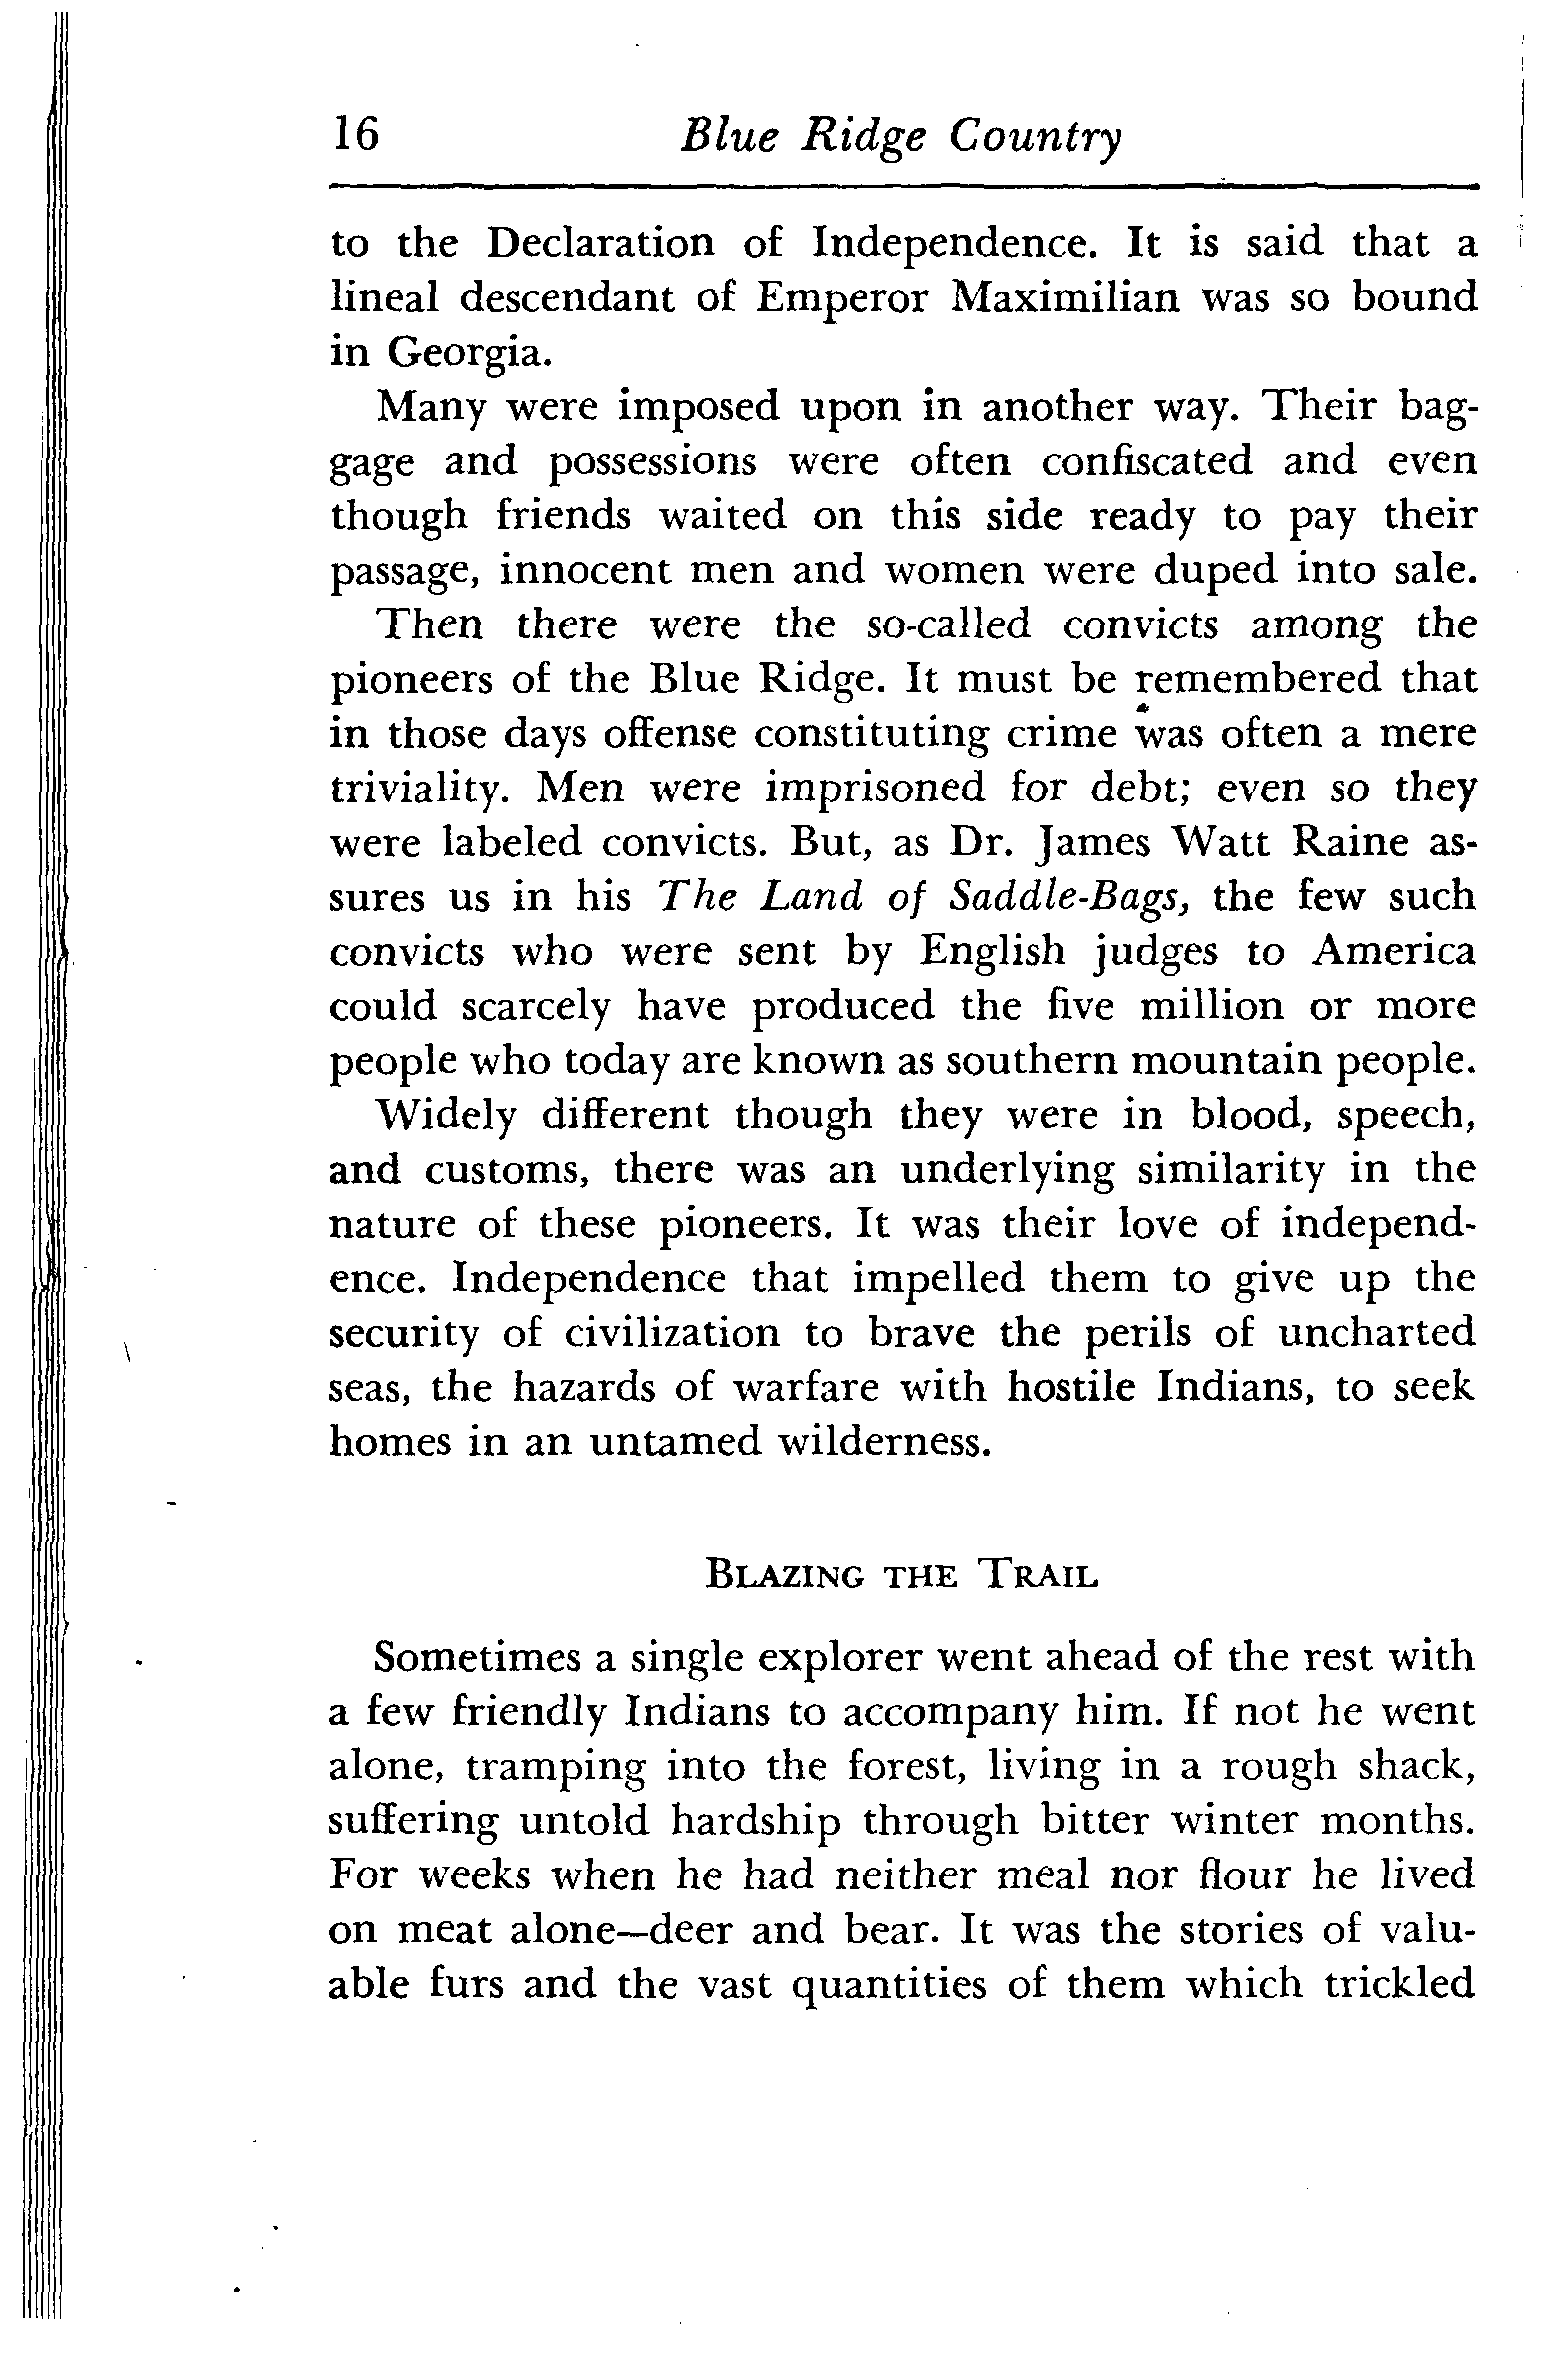 16 Blue Ridge Country
to the Declaration of Independence. It is said that a
lineal descendant of Emperor Maximilian was so bound
in Georgia.
Many were imposed upon in another way. Their bag-
gage and possessions were often confiscated and even
though friends waited on this side ready to pay their
passage, innocent men and women were duped into sale.
Then there were the so-called convicts among the
pioneers of the Blue Ridge. It must be remembered that
in those days offense constituting crime was often a mere
triviality. Men were imprisoned for debt; even so they
were labeled convicts. But, as Dr. James Watt Raine as-
sures us in his The Land of Saddle-Bags, the few such
convicts who were sent by English judges to America
could scarcely have produced the five million or more
people who today are known as southern mountain people.
Widely different though they were in blood, speech,
and customs, there was an underlying similarity in the
nature of these pioneers. It was their love of independ-
ence. Independence that impelled them to give up the
security of civilization to brave the perils of uncharted
seas, the hazards of warfare with hostile Indians, to seek
homes in an untamed wilderness.
Blazing the Trail
Sometimes a single explorer went ahead of the rest with
a few friendly Indians to accompany him. If not he went
alone, tramping into the forest, living in a rough shack,
suffering untold hardship through bitter winter months.
For weeks when he had neither meal nor flour he lived
on meat alone—deer and bear. It was the stories of valu-
able furs and the vast quantities of them which trickled